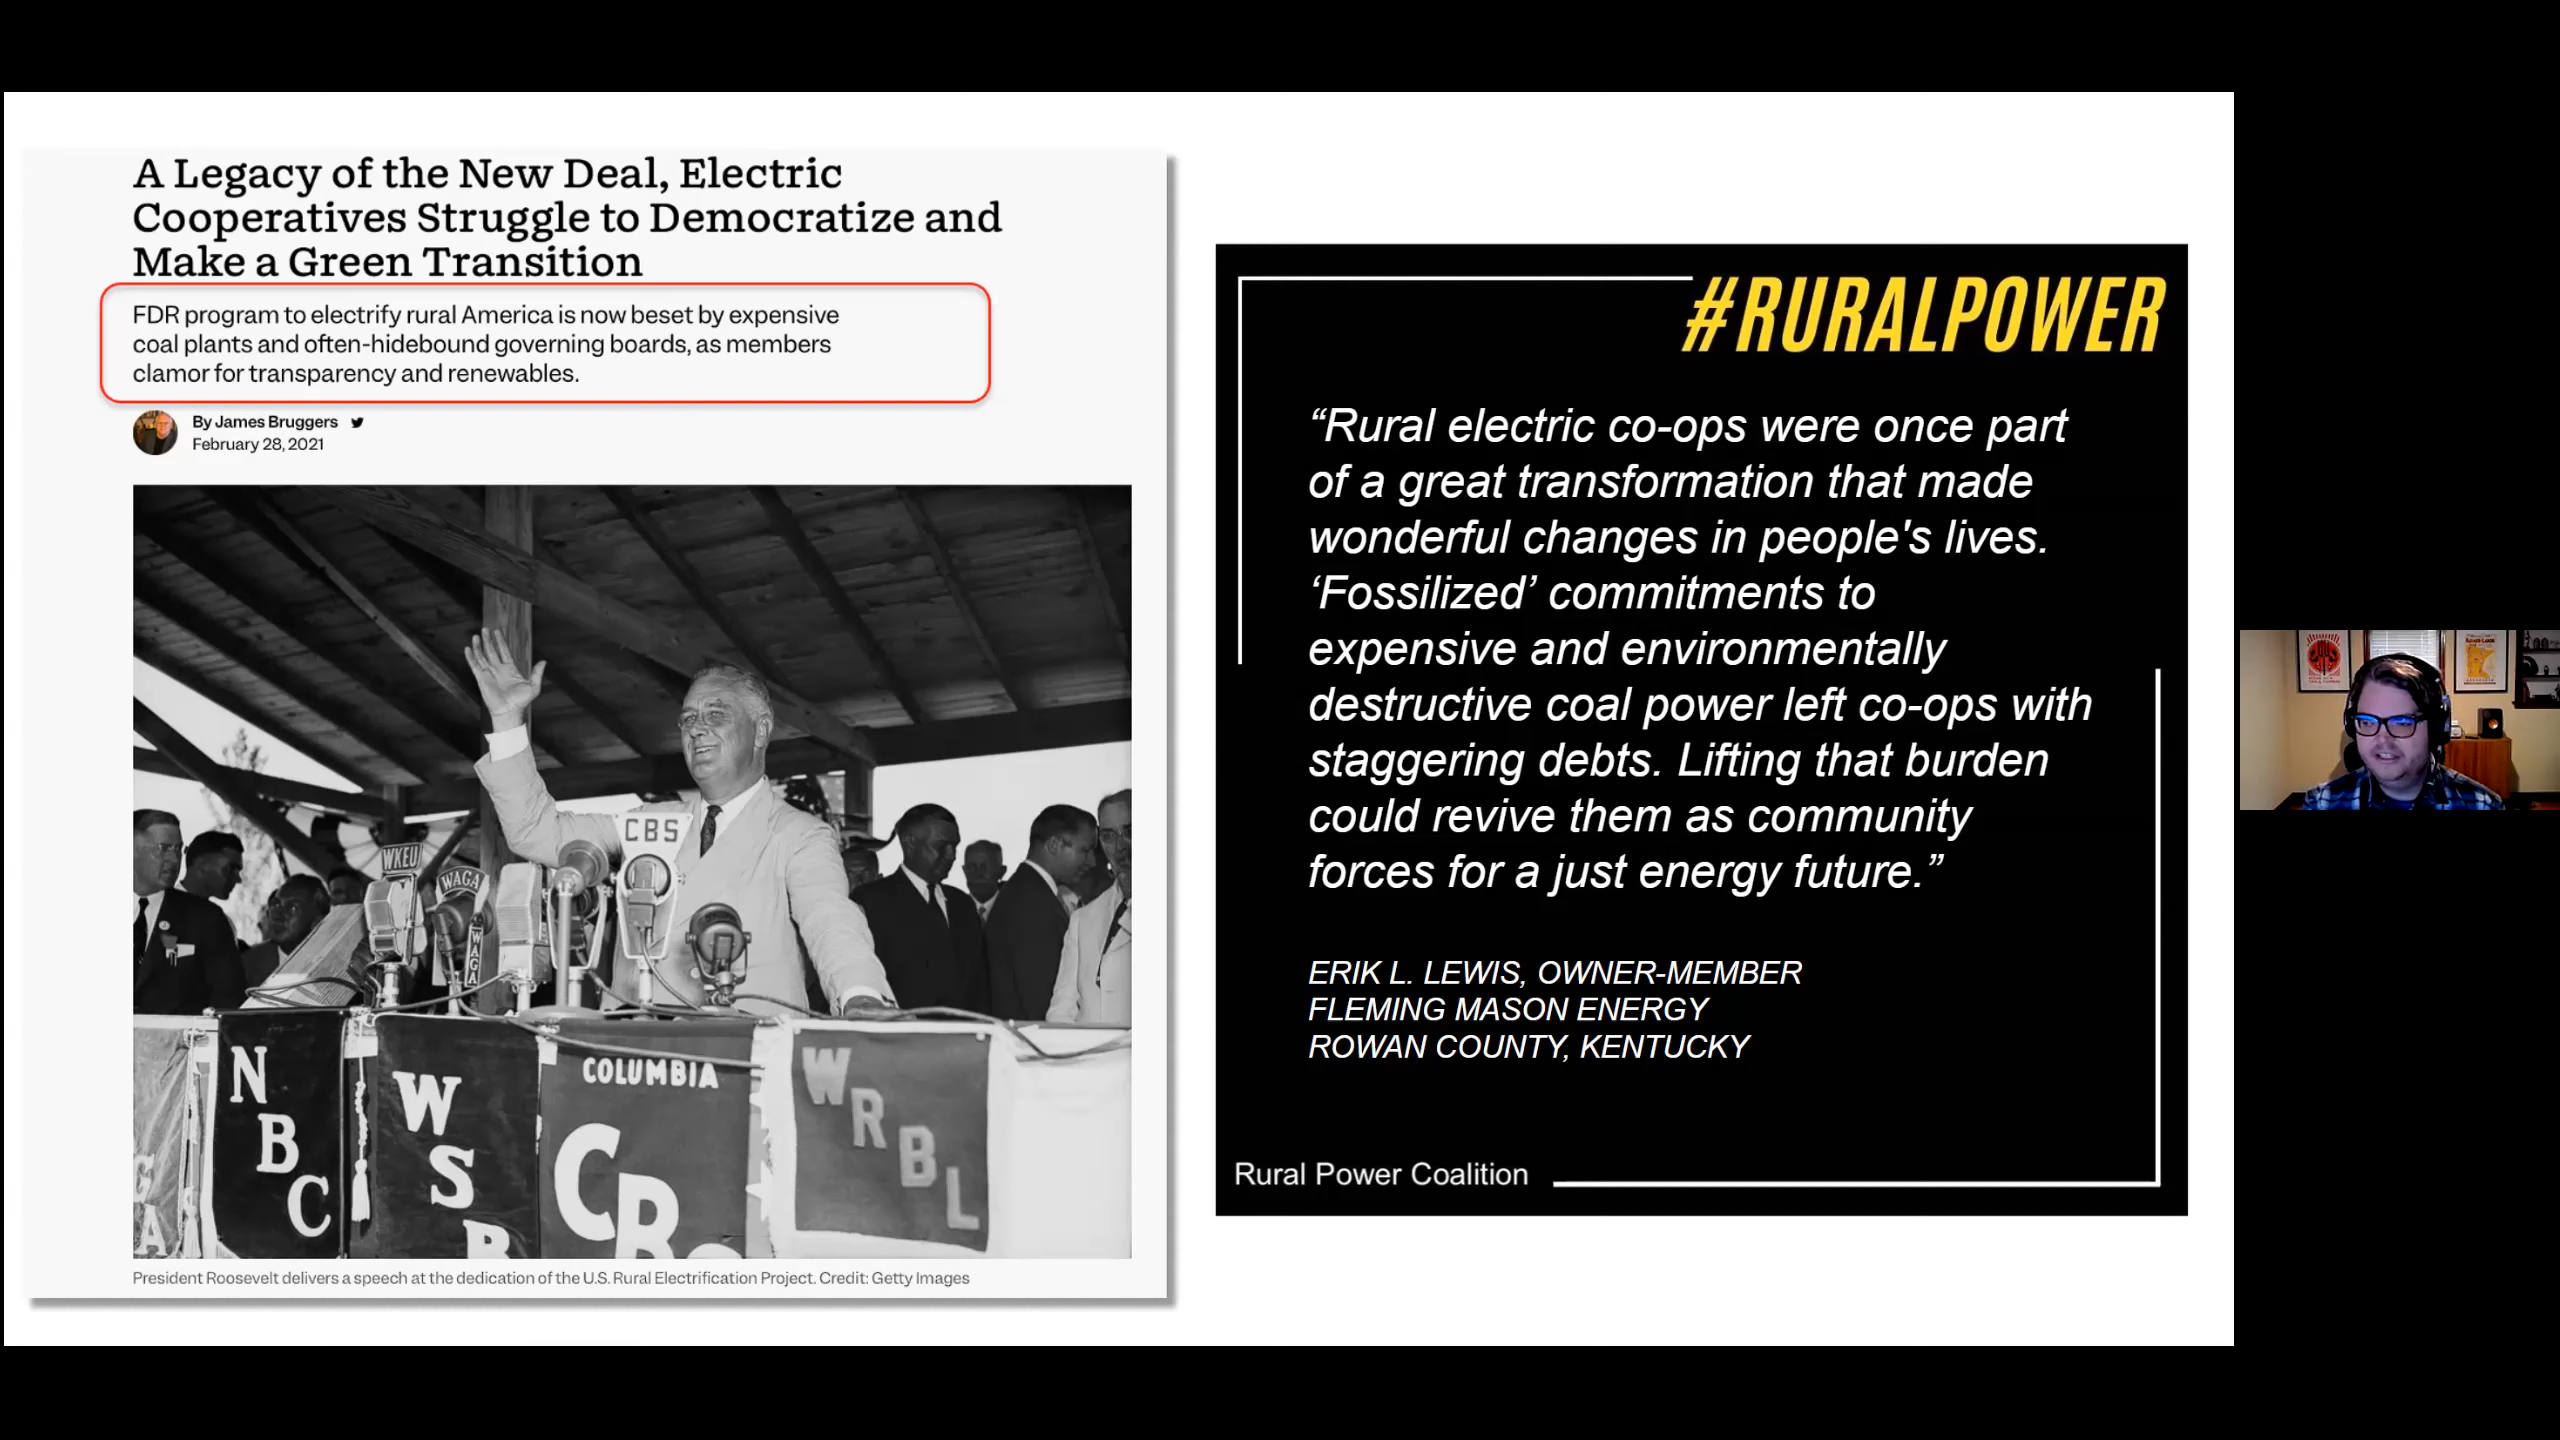 A Legacy of the New Deal, Electric
Cooperatives Struggle to Democratize and
Make a Green Transition
FDR program to electrify rural America is now beset by expensive
coal plants and often-hidebound governing boards, as members
clamor for transparency and renewables.
By James Bruggers
February 28, 2021
CBS
WKEU
WAGA
WAGA
NBC
WSB
COLUMBIA
WRBL
President Roosevelt delivers a speech at the dedication of the U.S. Rural Electrification Project. Credit: Getty Images
#RURALPOWER
“Rural electric co-ops were once part
of a great transformation that made
wonderful changes in people's lives.
‘Fossilized’ commitments to
expensive and environmentally
destructive coal power left co-ops with
staggering debts. Lifting that burden
could revive them as community
forces for a just energy future.”
ERIK L. LEWIS, OWNER-MEMBER
FLEMING MASON ENERGY
ROWAN COUNTY, KENTUCKY
Rural Power Coalition